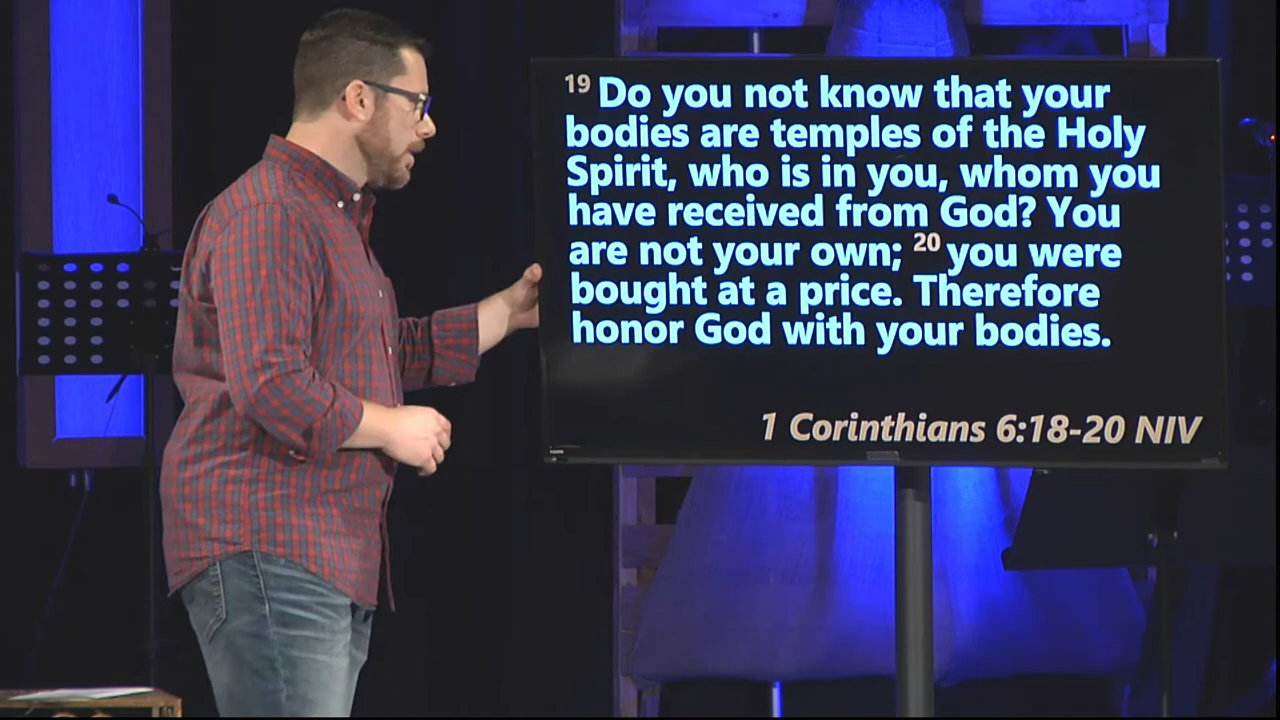 19 Do you not know that your
bodies are temples of the Holy
Spirit, who is in you, whom you
have received from God? You
are not your own; 20 you were
bought at a price. Therefore
honor God with your bodies.
1 Corinthians 6:18-20 NIV